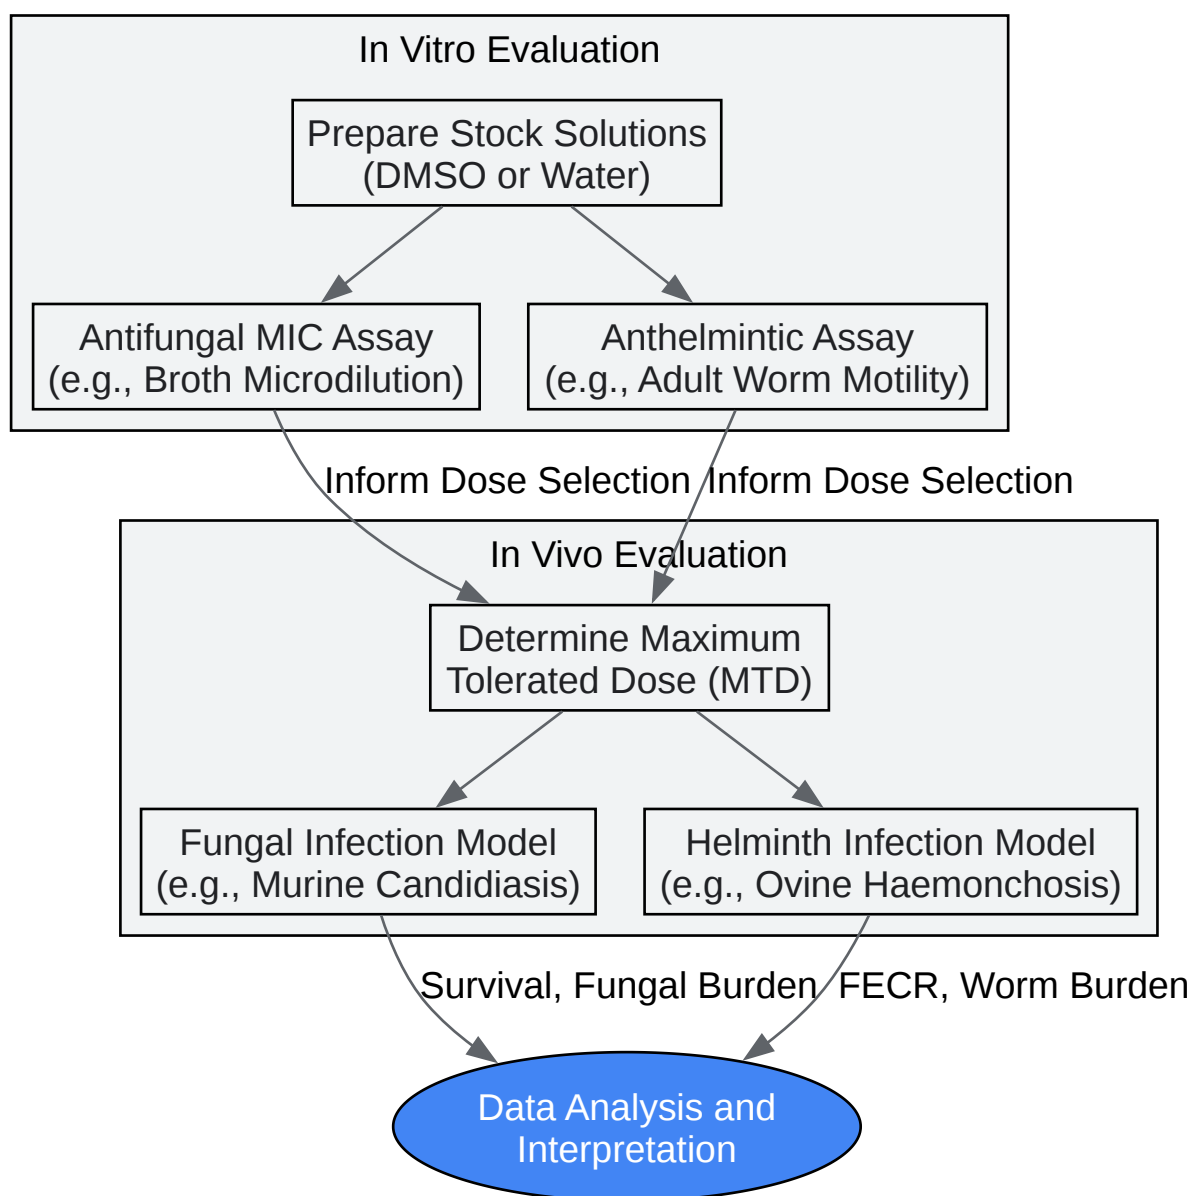 In Vitro Evaluation
Prepare Stock Solutions
(DMSO or Water)
Antifungal MIC Assay
(e.g., Broth Microdilution)
Anthelmintic Assay
(e.g., Adult Worm Motility)
Inform Dose Selection
Inform Dose Selection
In Vivo Evaluation
Determine Maximum
Tolerated Dose (MTD)
Fungal Infection Model
(e.g., Murine Candidiasis)
Helminth Infection Model
(e.g., Ovine Haemonchosis)
Survival, Fungal Burden
FECR, Worm Burden
Data Analysis and
Interpretation